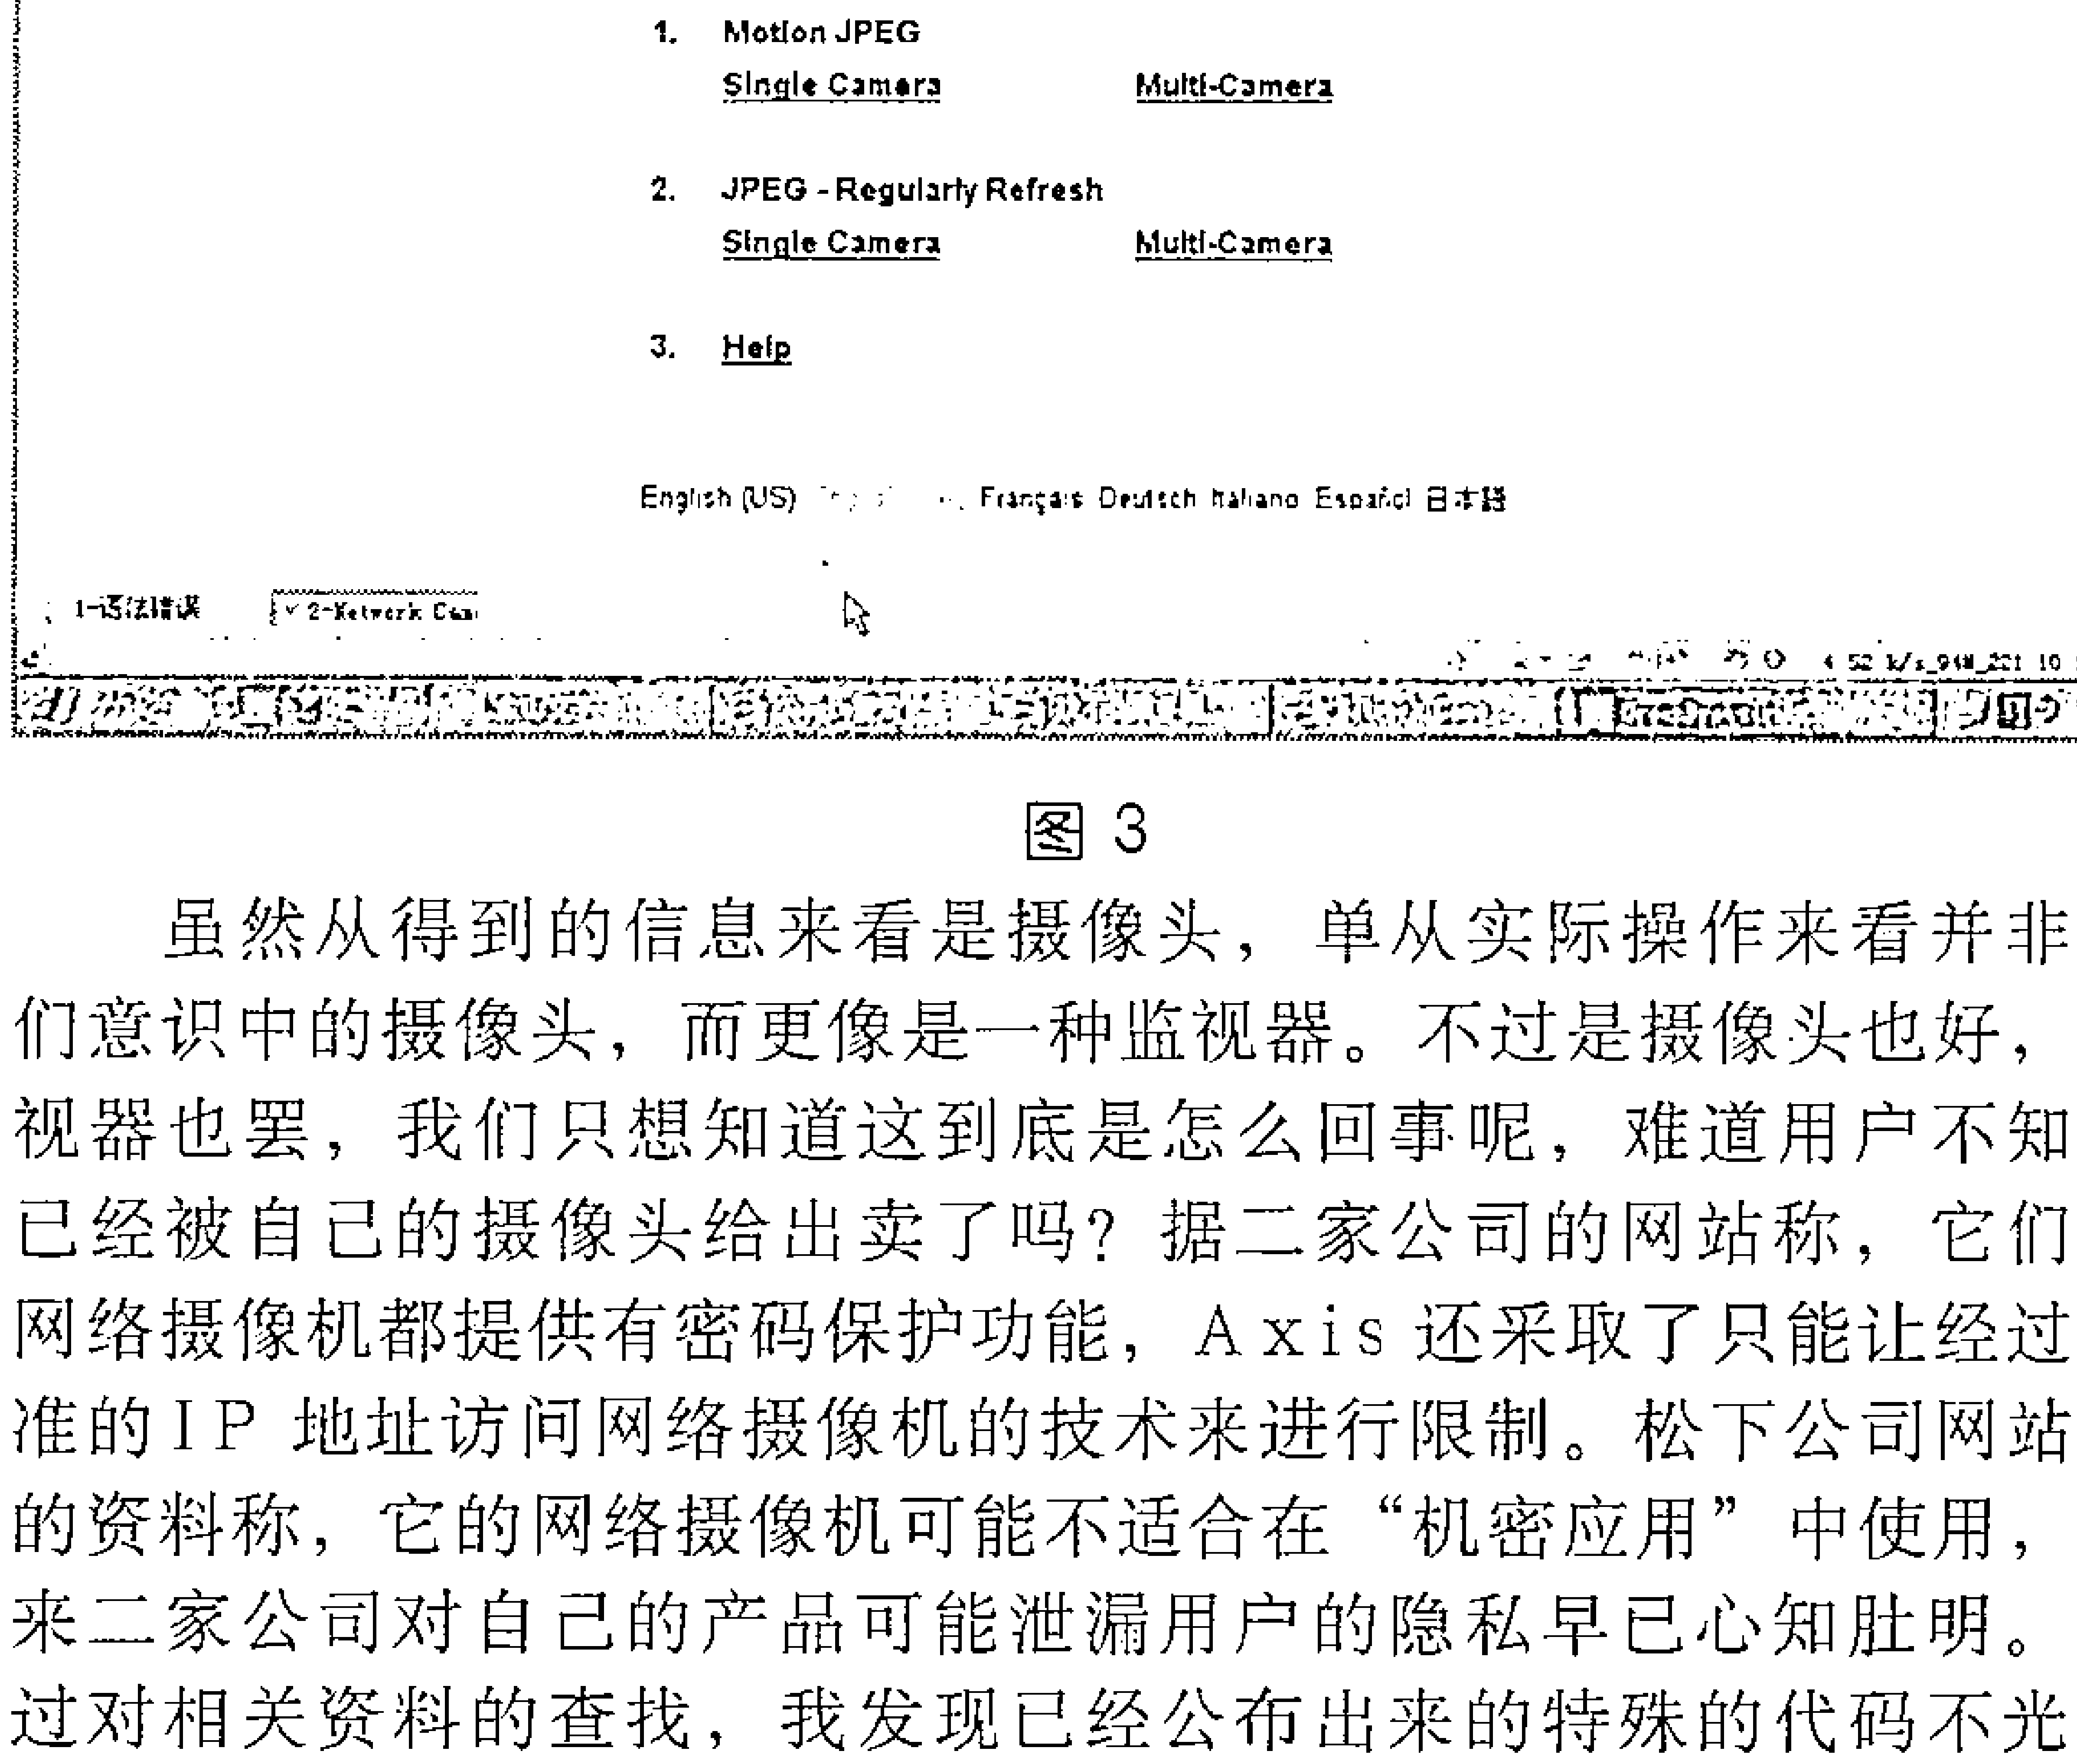 1. Motion JPEG
Single Camera Multi-Camera
2. JPEG - Regularly Refresh
Single Camera Multi-Camera
3. Help
English (US) Français Deutsch Italiano Español 日本語
1-语法错误 2-Network Cam
图 3
虽然从得到的信息来看是摄像头，单从实际操作来看并非
们意识中的摄像头，而更像是一种监视器。不过是摄像头也好，
视器也罢，我们只想知道这到底是怎么回事呢，难道用户不知
已经被自己的摄像头给出卖了吗？据二家公司的网站称，它们
网络摄像机都提供有密码保护功能，Axis 还采取了只能让经过
准的IP 地址访问网络摄像机的技术来进行限制。松下公司网站
的资料称，它的网络摄像机可能不适合在“机密应用”中使用，
来二家公司对自己的产品可能泄漏用户的隐私早已心知肚明。
过对相关资料的查找，我发现已经公布出来的特殊的代码不光